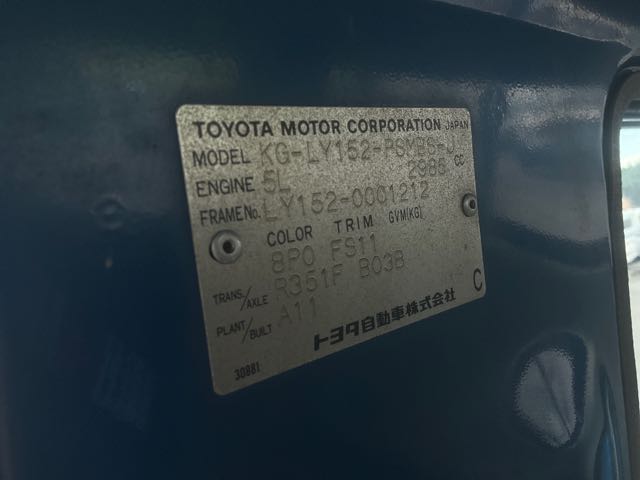 TOYOTA MOTOR CORPORATION JAPAN
MODEL KG-LY152-PSMBS-J
ENGINE 5L 2985 CC
FRAME No. LY152-0001212
COLOR TRIM GVM(KG)
8P0 FS11
TRANS/AXLE R351F B03B
PLANT/BUILT A11
トヨタ自動車株式会社 C
30881